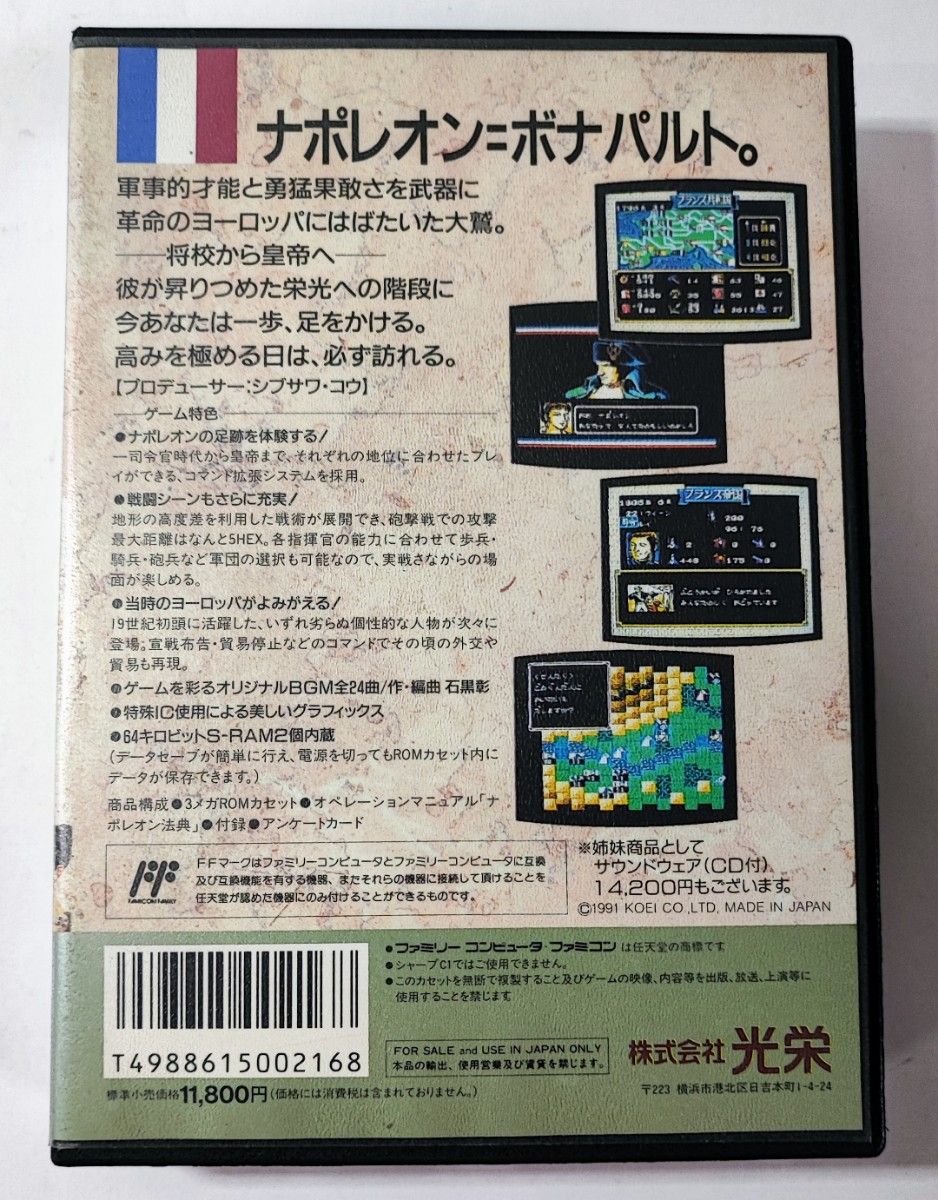 ナポレオン=ボナパルト。
軍事的才能と勇猛果敢さを武器に
革命のヨーロッパにはばたいた大鷲。
――将校から皇帝へ――
彼が昇りつめた栄光への階段に
今あなたは一歩、足をかける。
高みを極める日は、必ず訪れる。
【プロデューサー:シブサワ・コウ】
ゲーム特色
●ナポレオンの足跡を体験する!
一司令官時代から皇帝まで、それぞれの地位に合わせたプレ
イができる、コマンド拡張システムを採用。
●戦闘シーンもさらに充実!
地形の高度差を利用した戦術が展開でき、砲撃戦での攻撃
最大距離はなんと5HEX。各指揮官の能力に合わせて歩兵・
騎兵・砲兵など軍団の選択も可能なので、実戦さながらの場
面が楽しめる。
●当時のヨーロッパがよみがえる!
19世紀初頭に活躍した、いずれ劣らぬ個性的な人物が次々に
登場。宣戦布告・貿易停止などのコマンドでその頃の外交や
貿易も再現。
●ゲームを彩るオリジナルBGM全24曲/作・編曲 石黒彰
●特殊IC使用による美しいグラフィックス
●64キロビットS-RAM2個内蔵
(データセーブが簡単に行え、電源を切ってもROMカセット内に
データが保存できます。)
商品構成●3メガROMカセット●オペレーションマニュアル「ナ
ポレオン法典」●付録●アンケートカード
フランス共和国
フランス帝国
※姉妹商品として
サウンドウェア(CD付)
14,200円もございます。
©1991 KOEI CO.,LTD. MADE IN JAPAN
FF
FAMICOM FAMILY
FFマークはファミリーコンピュータとファミリーコンピュータに互換
及び互換機能を有する機器、またそれらの機器に接続して頂けることを
任天堂が認めた機器にのみ付けることができるものです。
●ファミリーコンピュータ・ファミコンは任天堂の商標です
●シャープC1ではご使用できません。
●このカセットを無断で複製すること及びゲームの映像、内容等を出版、放送、上演等に
使用することを禁じます
T4988615002168
標準小売価格11,800円(価格には消費税は含まれておりません。)
FOR SALE and USE IN JAPAN ONLY
本品の輸出、使用営業及び賃貸を禁じます。
株式会社 光栄
〒223 横浜市港北区日吉本町1-4-24